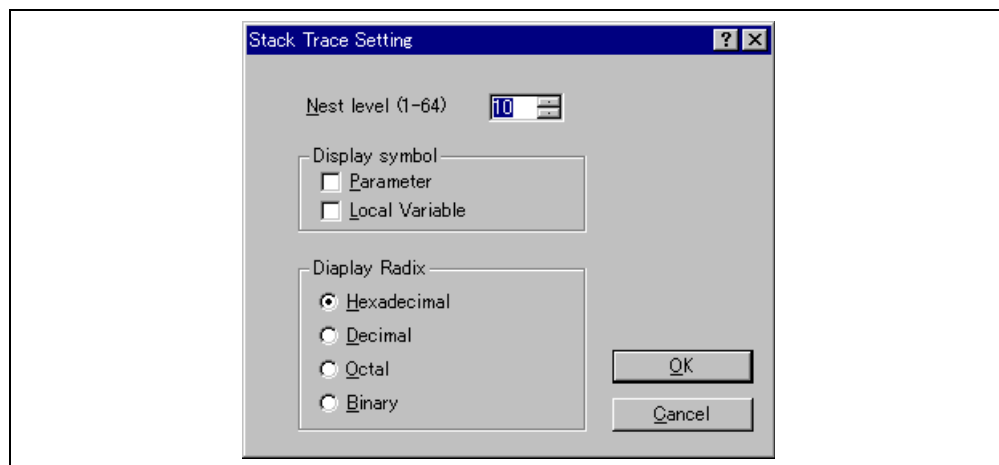 Stack Trace Setting
Nest level (1-64) 10
Display symbol
Parameter
Local Variable
Diaplay Radix
Hexadecimal
Decimal
Octal
Binary
OK
Cancel